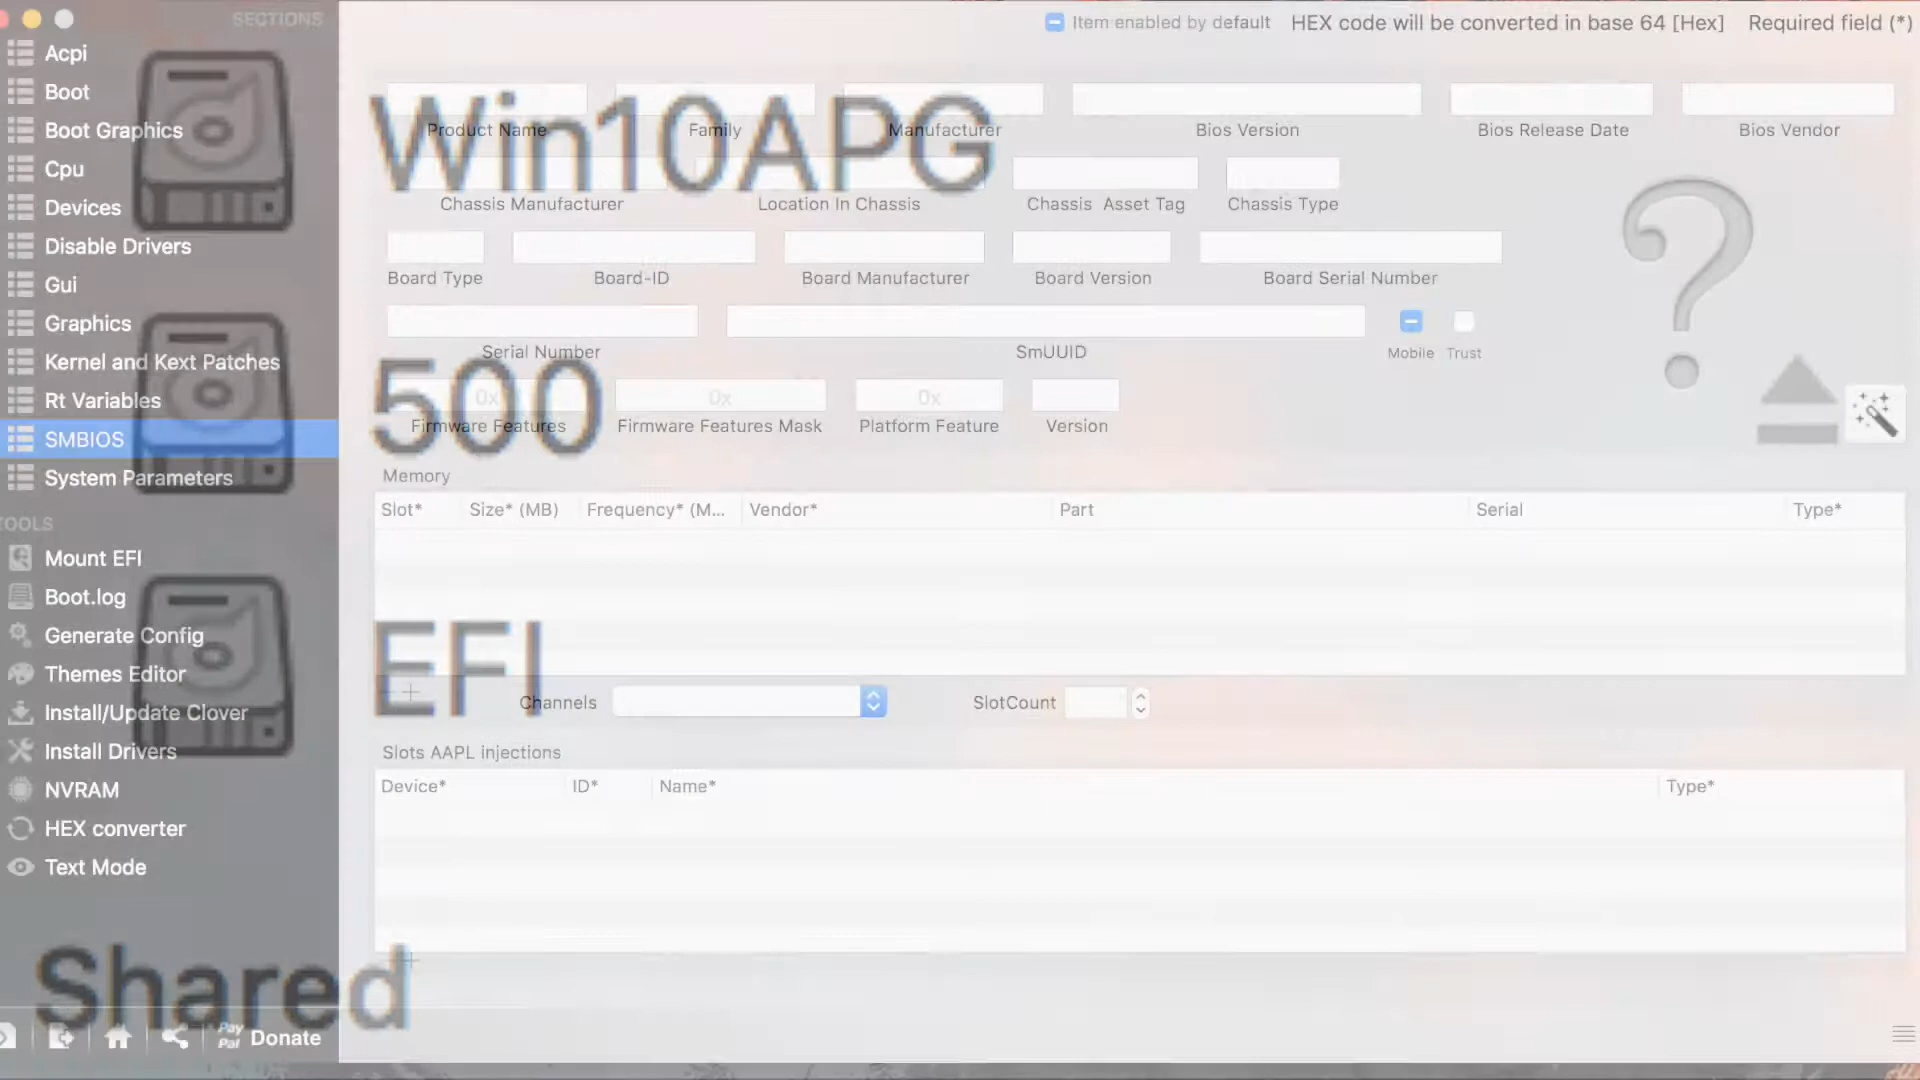 SECTIONS
Acpi
Boot
Boot Graphics
Cpu
Devices
Disable Drivers
Gui
Graphics
Kernel and Kext Patches
Rt Variables
SMBIOS
System Parameters
TOOLS
Mount EFI
Boot.log
Generate Config
Themes Editor
Install/Update Clover
Install Drivers
NVRAM
HEX converter
Text Mode
PayPal Donate
Item enabled by default HEX code will be converted in base 64 [Hex] Required field (*)
Win10APG
Product Name Family Manufacturer Bios Version Bios Release Date Bios Vendor
Chassis Manufacturer Location In Chassis Chassis Asset Tag Chassis Type
Board Type Board-ID Board Manufacturer Board Version Board Serial Number
Serial Number SmUUID Mobile Trust
500
0x 0x 0x
Firmware Features Firmware Features Mask Platform Feature Version
Memory
Slot* Size* (MB) Frequency* (M... Vendor* Part Serial Type*
EFI
Channels SlotCount
Slots AAPL injections
Device* ID* Name* Type*
Shared